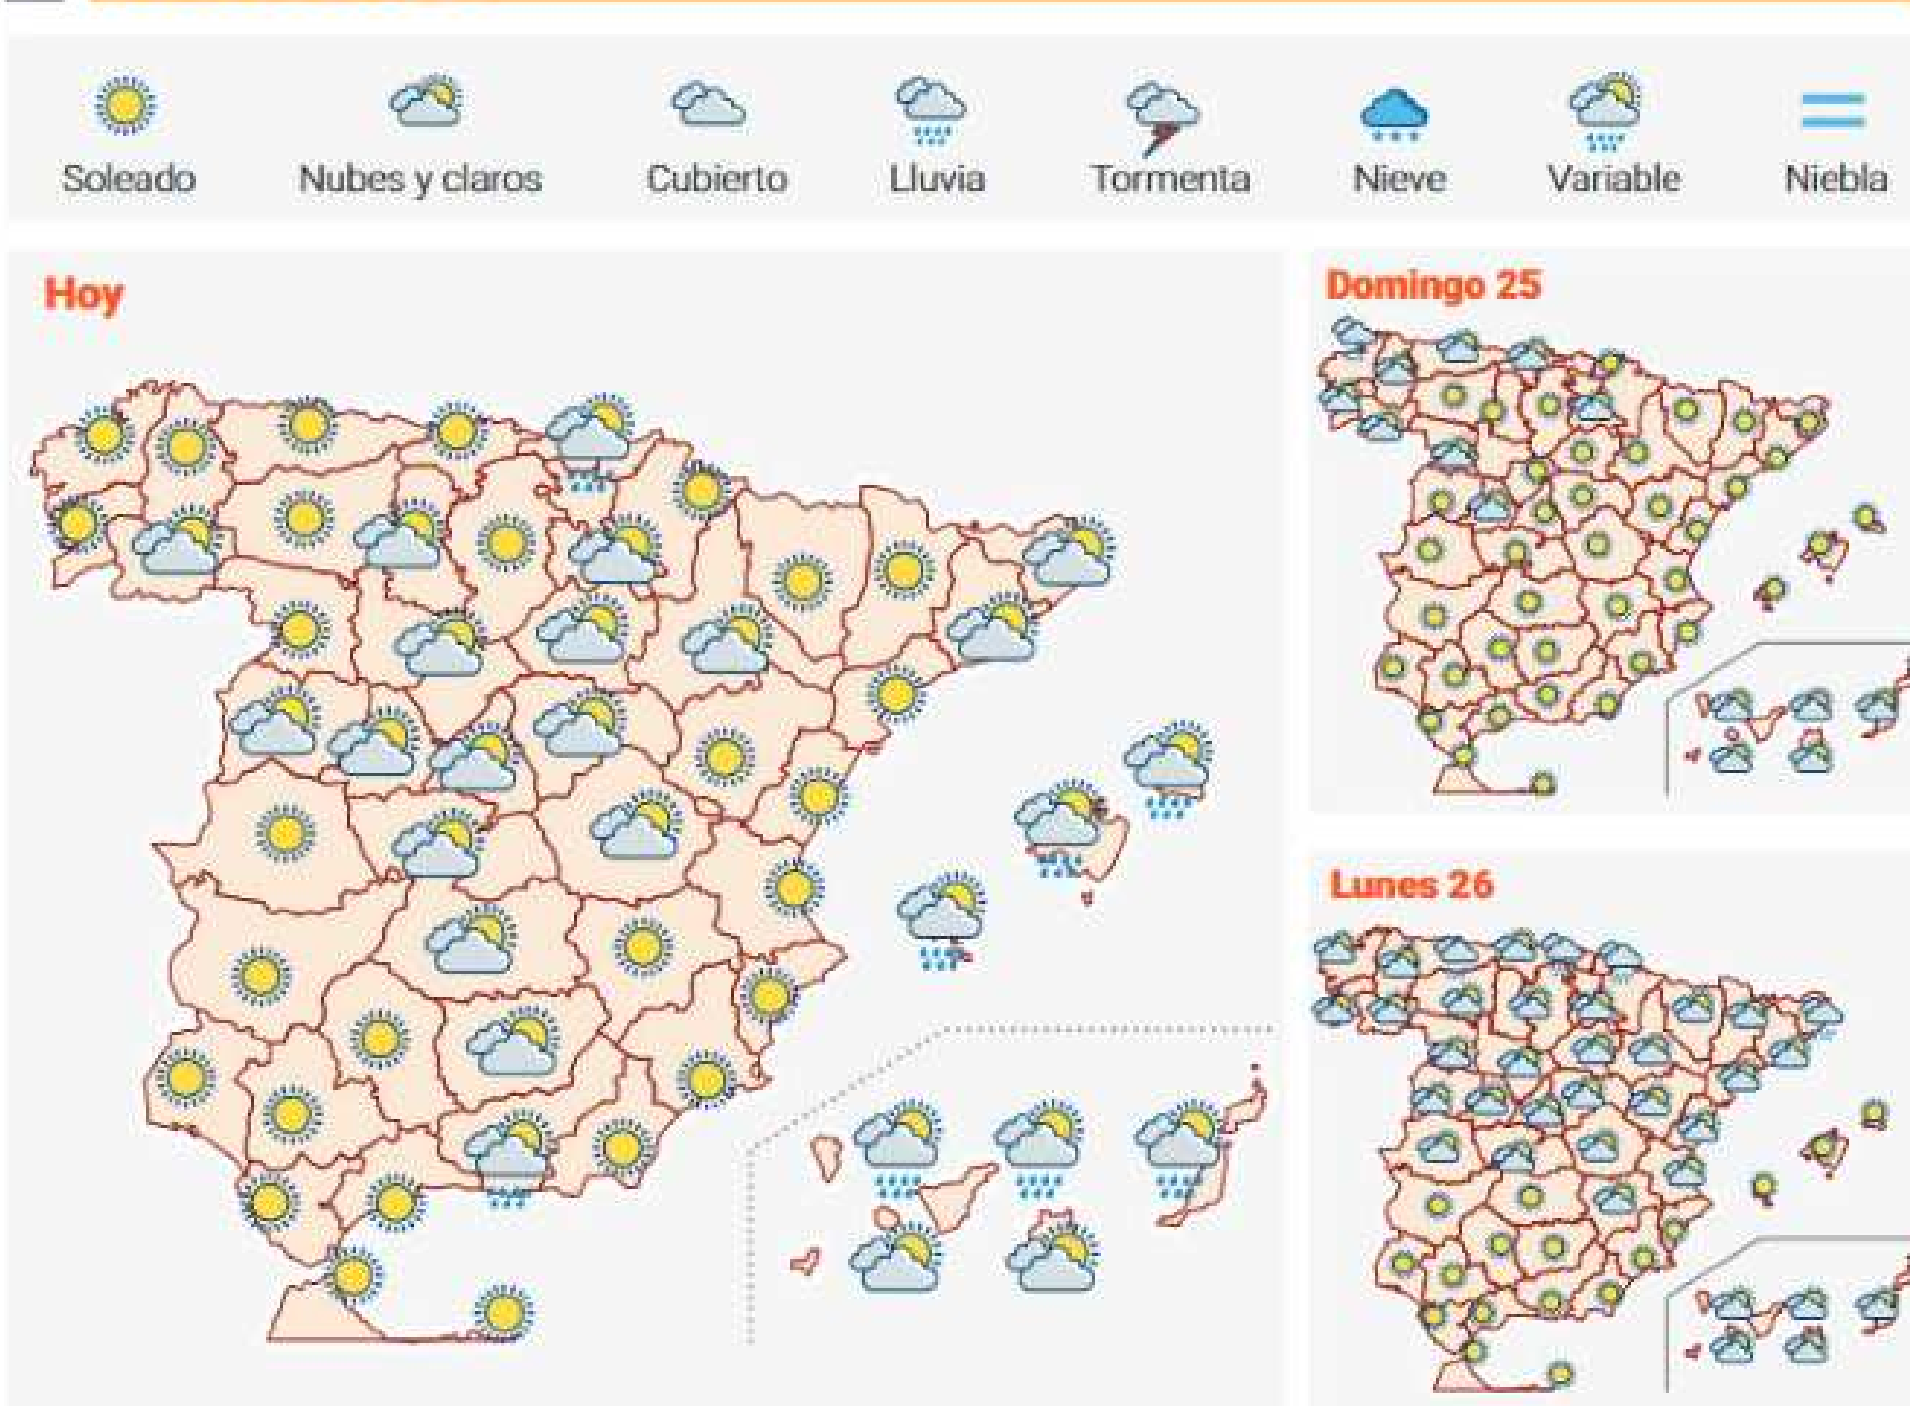 Soleado Nubes y claros Cubierto Lluvia Tormenta Nieve Variable Niebla
Hoy
Domingo 25
Lunes 26